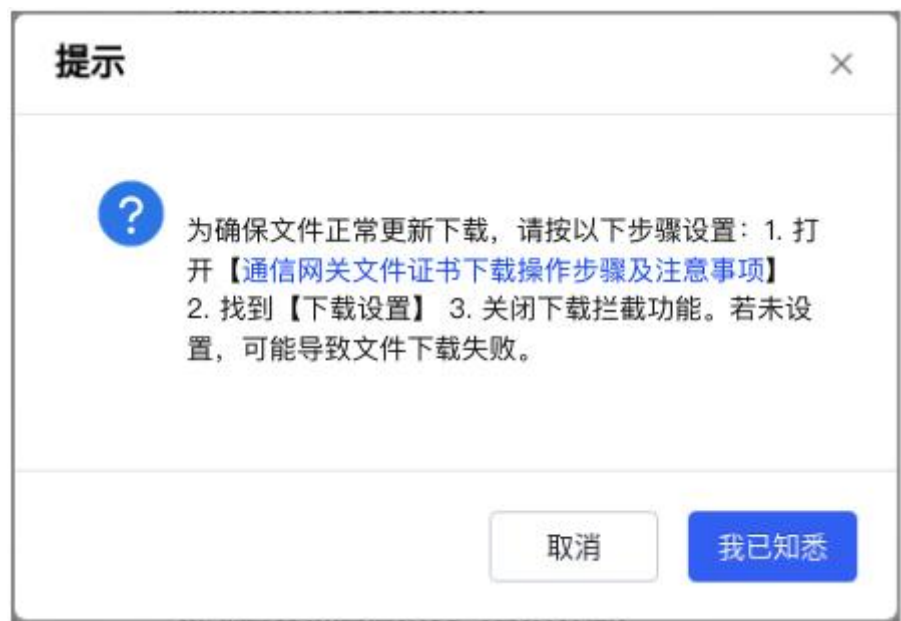 提示
为确保文件正常更新下载，请按以下步骤设置：1. 打
开【通信网关文件证书下载操作步骤及注意事项】
2. 找到【下载设置】 3. 关闭下载拦截功能。若未设
置，可能导致文件下载失败。
取消
我已知悉